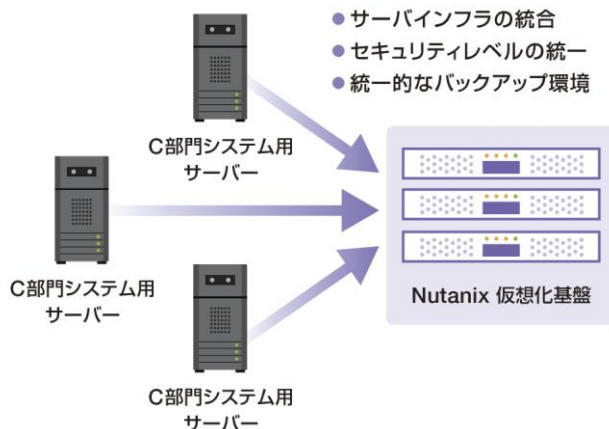 ● サーバインフラの統合
● セキュリティレベルの統一
● 統一的なバックアップ環境
C部門システム用
サーバー
C部門システム用
サーバー
C部門システム用
サーバー
Nutanix 仮想化基盤